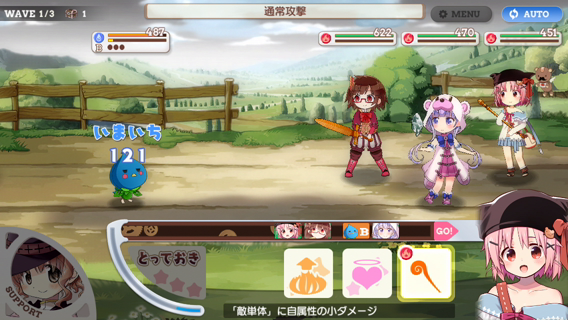 WAVE 1/3 1
通常攻撃
MENU
AUTO
487
B
622
470
451
いまいち
121
B
GO!
とっておき
SUPPORT
「敵単体」に自属性の小ダメージ